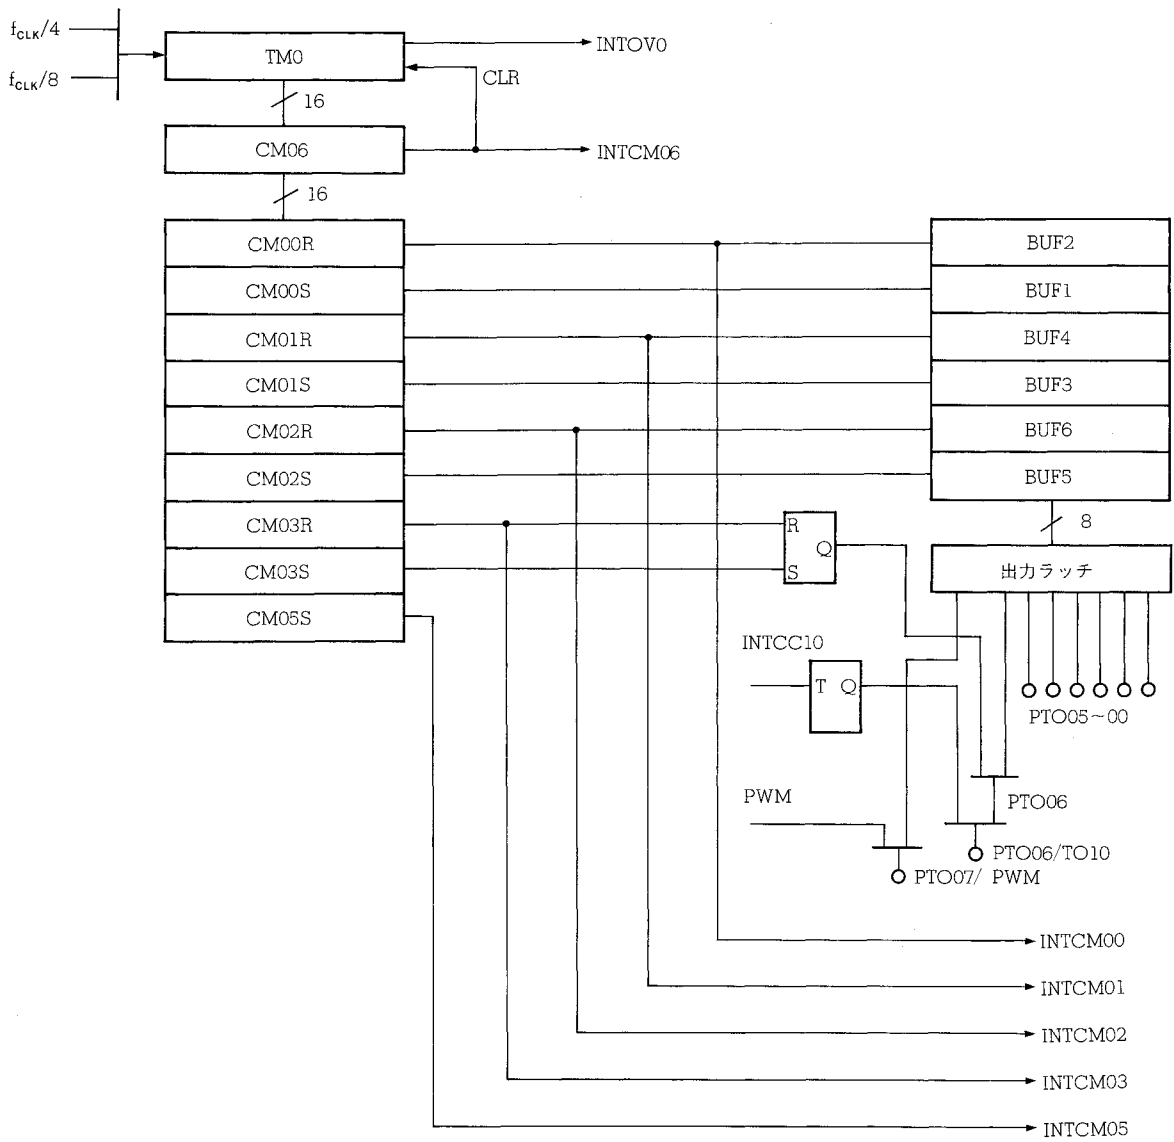 fCLK/4
TM0
INTOV0
fCLK/8
CLR
16
CM06
INTCM06
16
CM00R
BUF2
CM00S
BUF1
CM01R
BUF4
CM01S
BUF3
CM02R
BUF6
CM02S
BUF5
CM03R
R
Q
8
CM03S
S
出力ラッチ
CM05S
INTCC10
T Q
PTO05~00
PWM
PTO06
PTO06/TO10
PTO07/ PWM
INTCM00
INTCM01
INTCM02
INTCM03
INTCM05